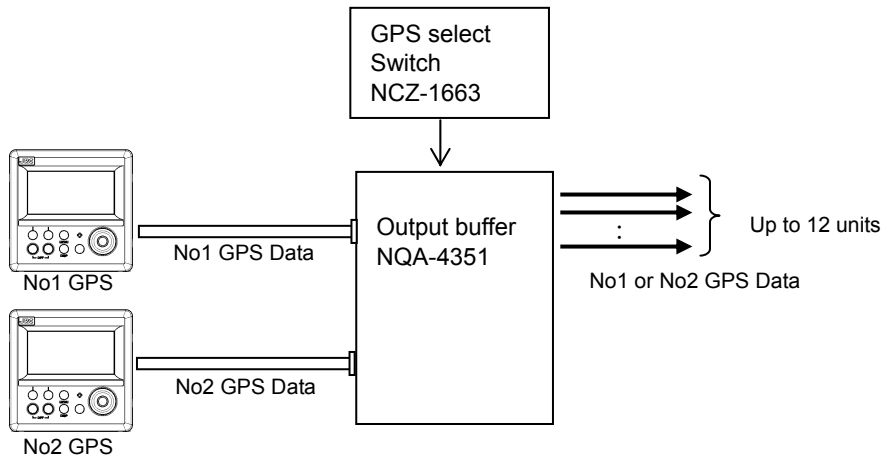 GPS select
Switch
NCZ-1663
No1 GPS
No1 GPS Data
Output buffer
NQA-4351
:
Up to 12 units
No1 or No2 GPS Data
No2 GPS Data
No2 GPS